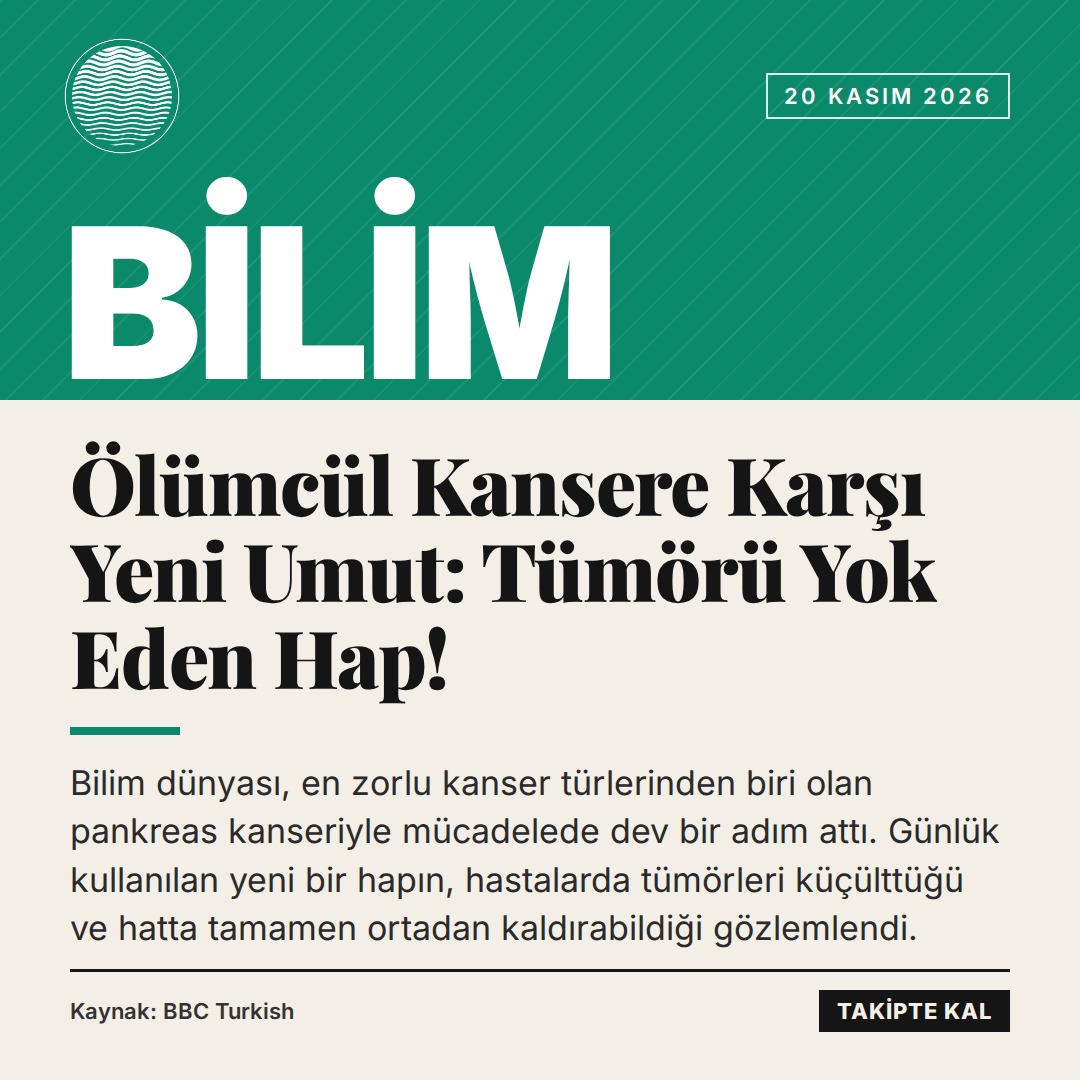 20 KASIM 2026
BİLİM
Ölümcül Kansere Karşı
Yeni Umut: Tümörü Yok
Eden Hap!
Bilim dünyası, en zorlu kanser türlerinden biri olan
pankreas kanseriyle mücadelede dev bir adım attı. Günlük
kullanılan yeni bir hapın, hastalarda tümörleri küçülttüğü
ve hatta tamamen ortadan kaldırabildiği gözlemlendi.
Kaynak: BBC Turkish
TAKİPTE KAL